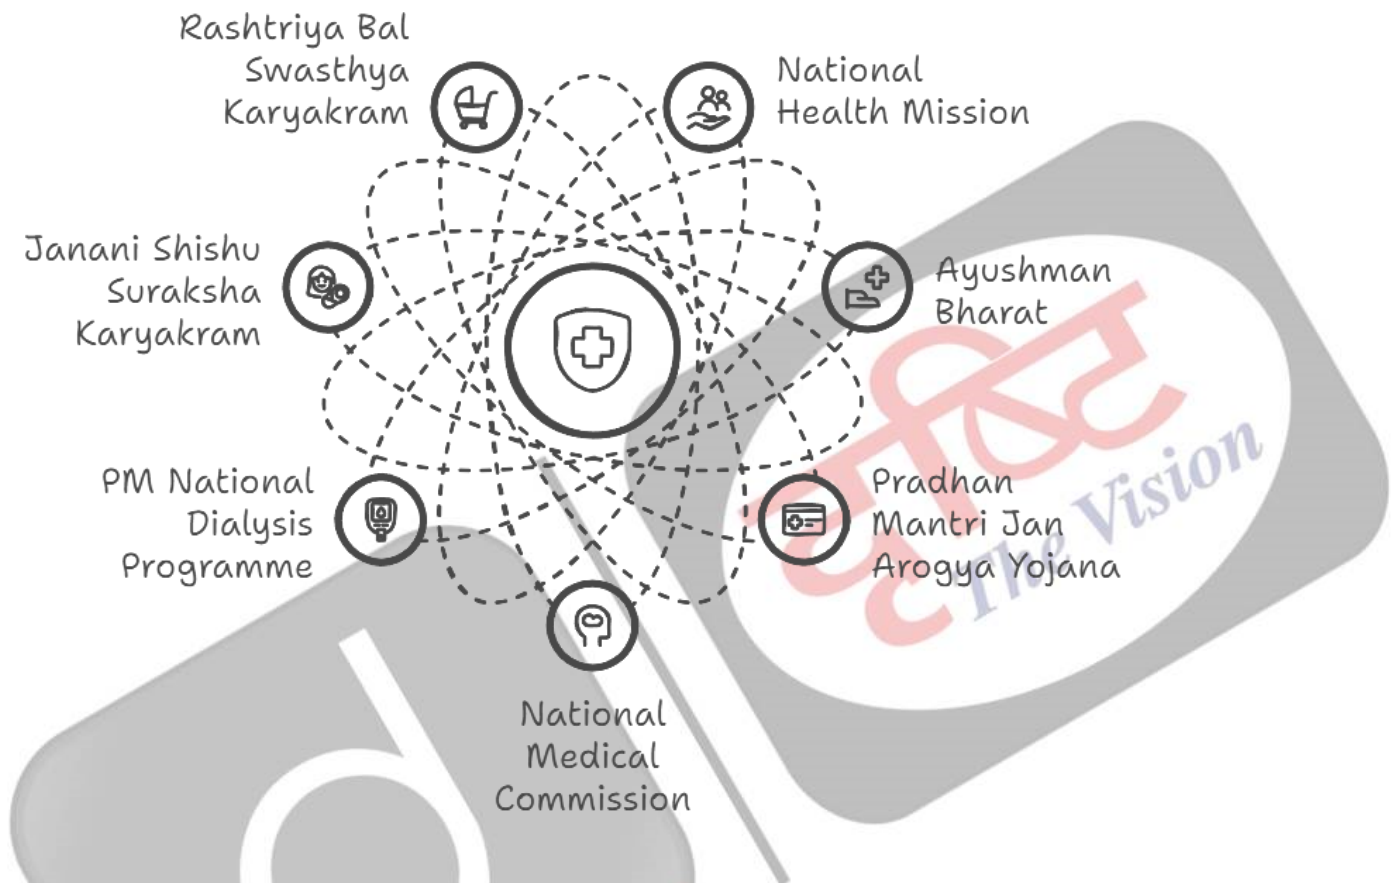 Rashtriya Bal
Swasthya
Karyakram
National
Health Mission
Janani Shishu
Suraksha
Karyakram
Ayushman
Bharat
PM National
Dialysis
Programme
Pradhan
Mantri Jan
Arogya Yojana
National
Medical
Commission
दृष्टि
The Vision
d